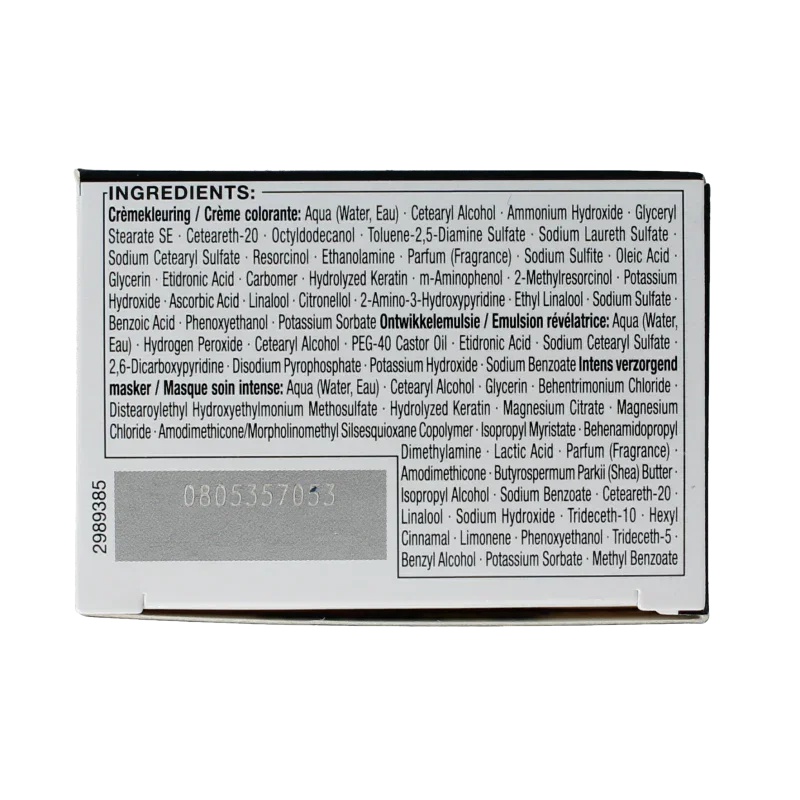 INGREDIENTS:
Crèmekleuring / Crème colorante: Aqua (Water, Eau) · Cetearyl Alcohol · Ammonium Hydroxide · Glyceryl
Stearate SE · Ceteareth-20 · Octyldodecanol · Toluene-2,5-Diamine Sulfate · Sodium Laureth Sulfate ·
Sodium Cetearyl Sulfate · Resorcinol · Ethanolamine · Parfum (Fragrance) · Sodium Sulfite · Oleic Acid ·
Glycerin · Etidronic Acid · Carbomer · Hydrolyzed Keratin · m-Aminophenol · 2-Methylresorcinol · Potassium
Hydroxide · Ascorbic Acid · Linalool · Citronellol · 2-Amino-3-Hydroxypyridine · Ethyl Linalool · Sodium Sulfate ·
Benzoic Acid · Phenoxyethanol · Potassium Sorbate Ontwikkelemulsie / Emulsion révélatrice: Aqua (Water,
Eau) · Hydrogen Peroxide · Cetearyl Alcohol · PEG-40 Castor Oil · Etidronic Acid · Sodium Cetearyl Sulfate ·
2,6-Dicarboxypyridine · Disodium Pyrophosphate · Potassium Hydroxide · Sodium Benzoate Intens verzorgend
masker / Masque soin intense: Aqua (Water, Eau) · Cetearyl Alcohol · Glycerin · Behentrimonium Chloride ·
Distearoylethyl Hydroxyethylmonium Methosulfate · Hydrolyzed Keratin · Magnesium Citrate · Magnesium
Chloride · Amodimethicone/Morpholinomethyl Silsesquioxane Copolymer · Isopropyl Myristate · Behenamidopropyl
Dimethylamine · Lactic Acid · Parfum (Fragrance) ·
Amodimethicone · Butyrospermum Parkii (Shea) Butter ·
Isopropyl Alcohol · Sodium Benzoate · Ceteareth-20 ·
Linalool · Sodium Hydroxide · Trideceth-10 · Hexyl
Cinnamal · Limonene · Phenoxyethanol · Trideceth-5 ·
Benzyl Alcohol · Potassium Sorbate · Methyl Benzoate
0805357033
2989385